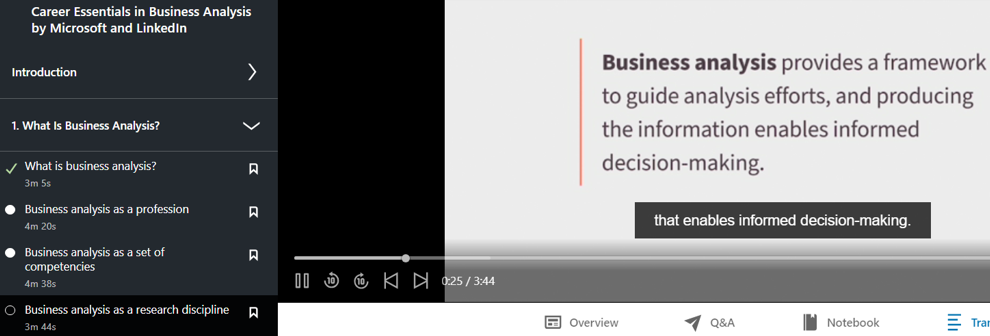 Career Essentials in Business Analysis
by Microsoft and LinkedIn
Introduction
1. What Is Business Analysis?
What is business analysis?
3m 5s
Business analysis as a profession
4m 20s
Business analysis as a set of
competencies
4m 38s
Business analysis as a research discipline
3m 44s
Business analysis provides a framework
to guide analysis efforts, and producing
the information enables informed
decision-making.
that enables informed decision-making.
10
10
0:25 / 3:44
Overview
Q&A
Notebook
Tran